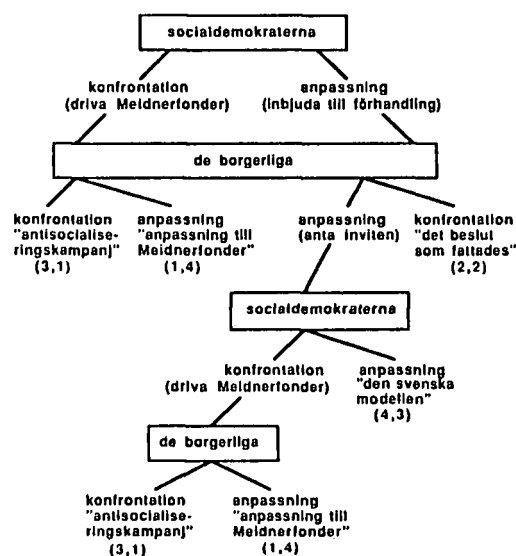 socialdemokraterna
konfrontation
(driva Meidnerfonder)
anpassning
(inbjuda till förhandling)
de borgerliga
konfrontation
"antisocialise-
ringskampanj"
(3,1)
anpassning
"anpassning till
Meidnerfonder"
(1,4)
anpassning
(anta inviten)
konfrontation
"det beslut
som fattades"
(2,2)
socialdemokraterna
konfrontation
(driva Meidnerfonder)
anpassning
"den svenska
modellen"
(4,3)
de borgerliga
konfrontation
"antisocialise-
ringskampanj"
(3,1)
anpassning
"anpassning till
Meidnerfonder"
(1,4)